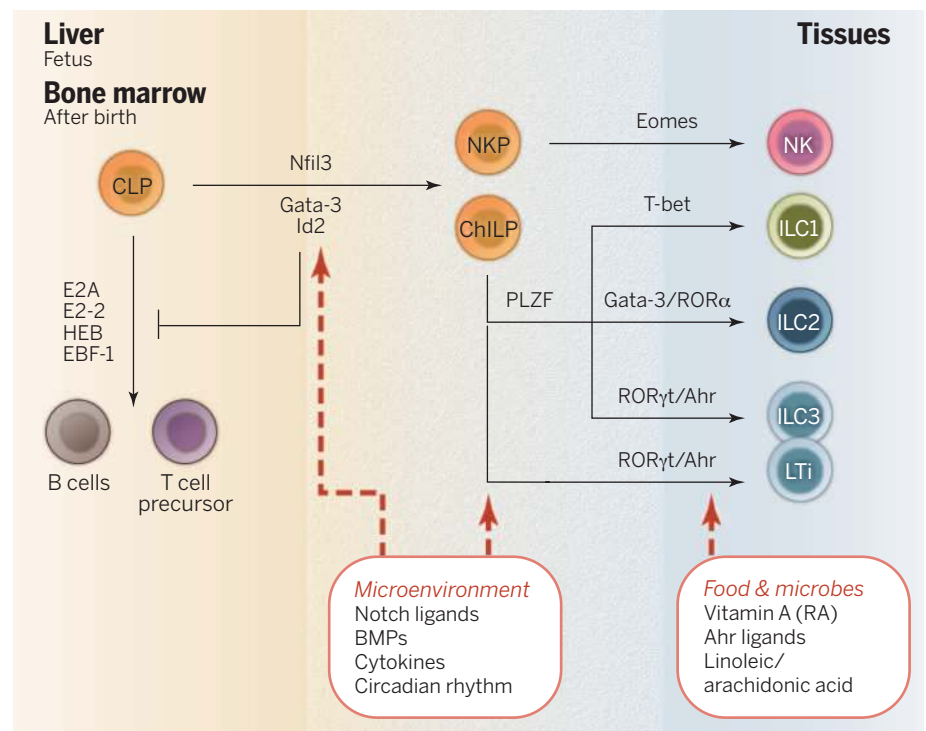 Liver
Fetus
Bone marrow
After birth
Tissues
CLP
Nfil3
Gata-3
Id2
E2A
E2-2
HEB
EBF-1
B cells
T cell
precursor
NKP
ChILP
PLZF
Eomes
T-bet
Gata-3/RORα
RORγt/Ahr
RORγt/Ahr
NK
ILC1
ILC2
ILC3
LTi
Microenvironment
Notch ligands
BMPs
Cytokines
Circadian rhythm
Food & microbes
Vitamin A (RA)
Ahr ligands
Linoleic/
arachidonic acid